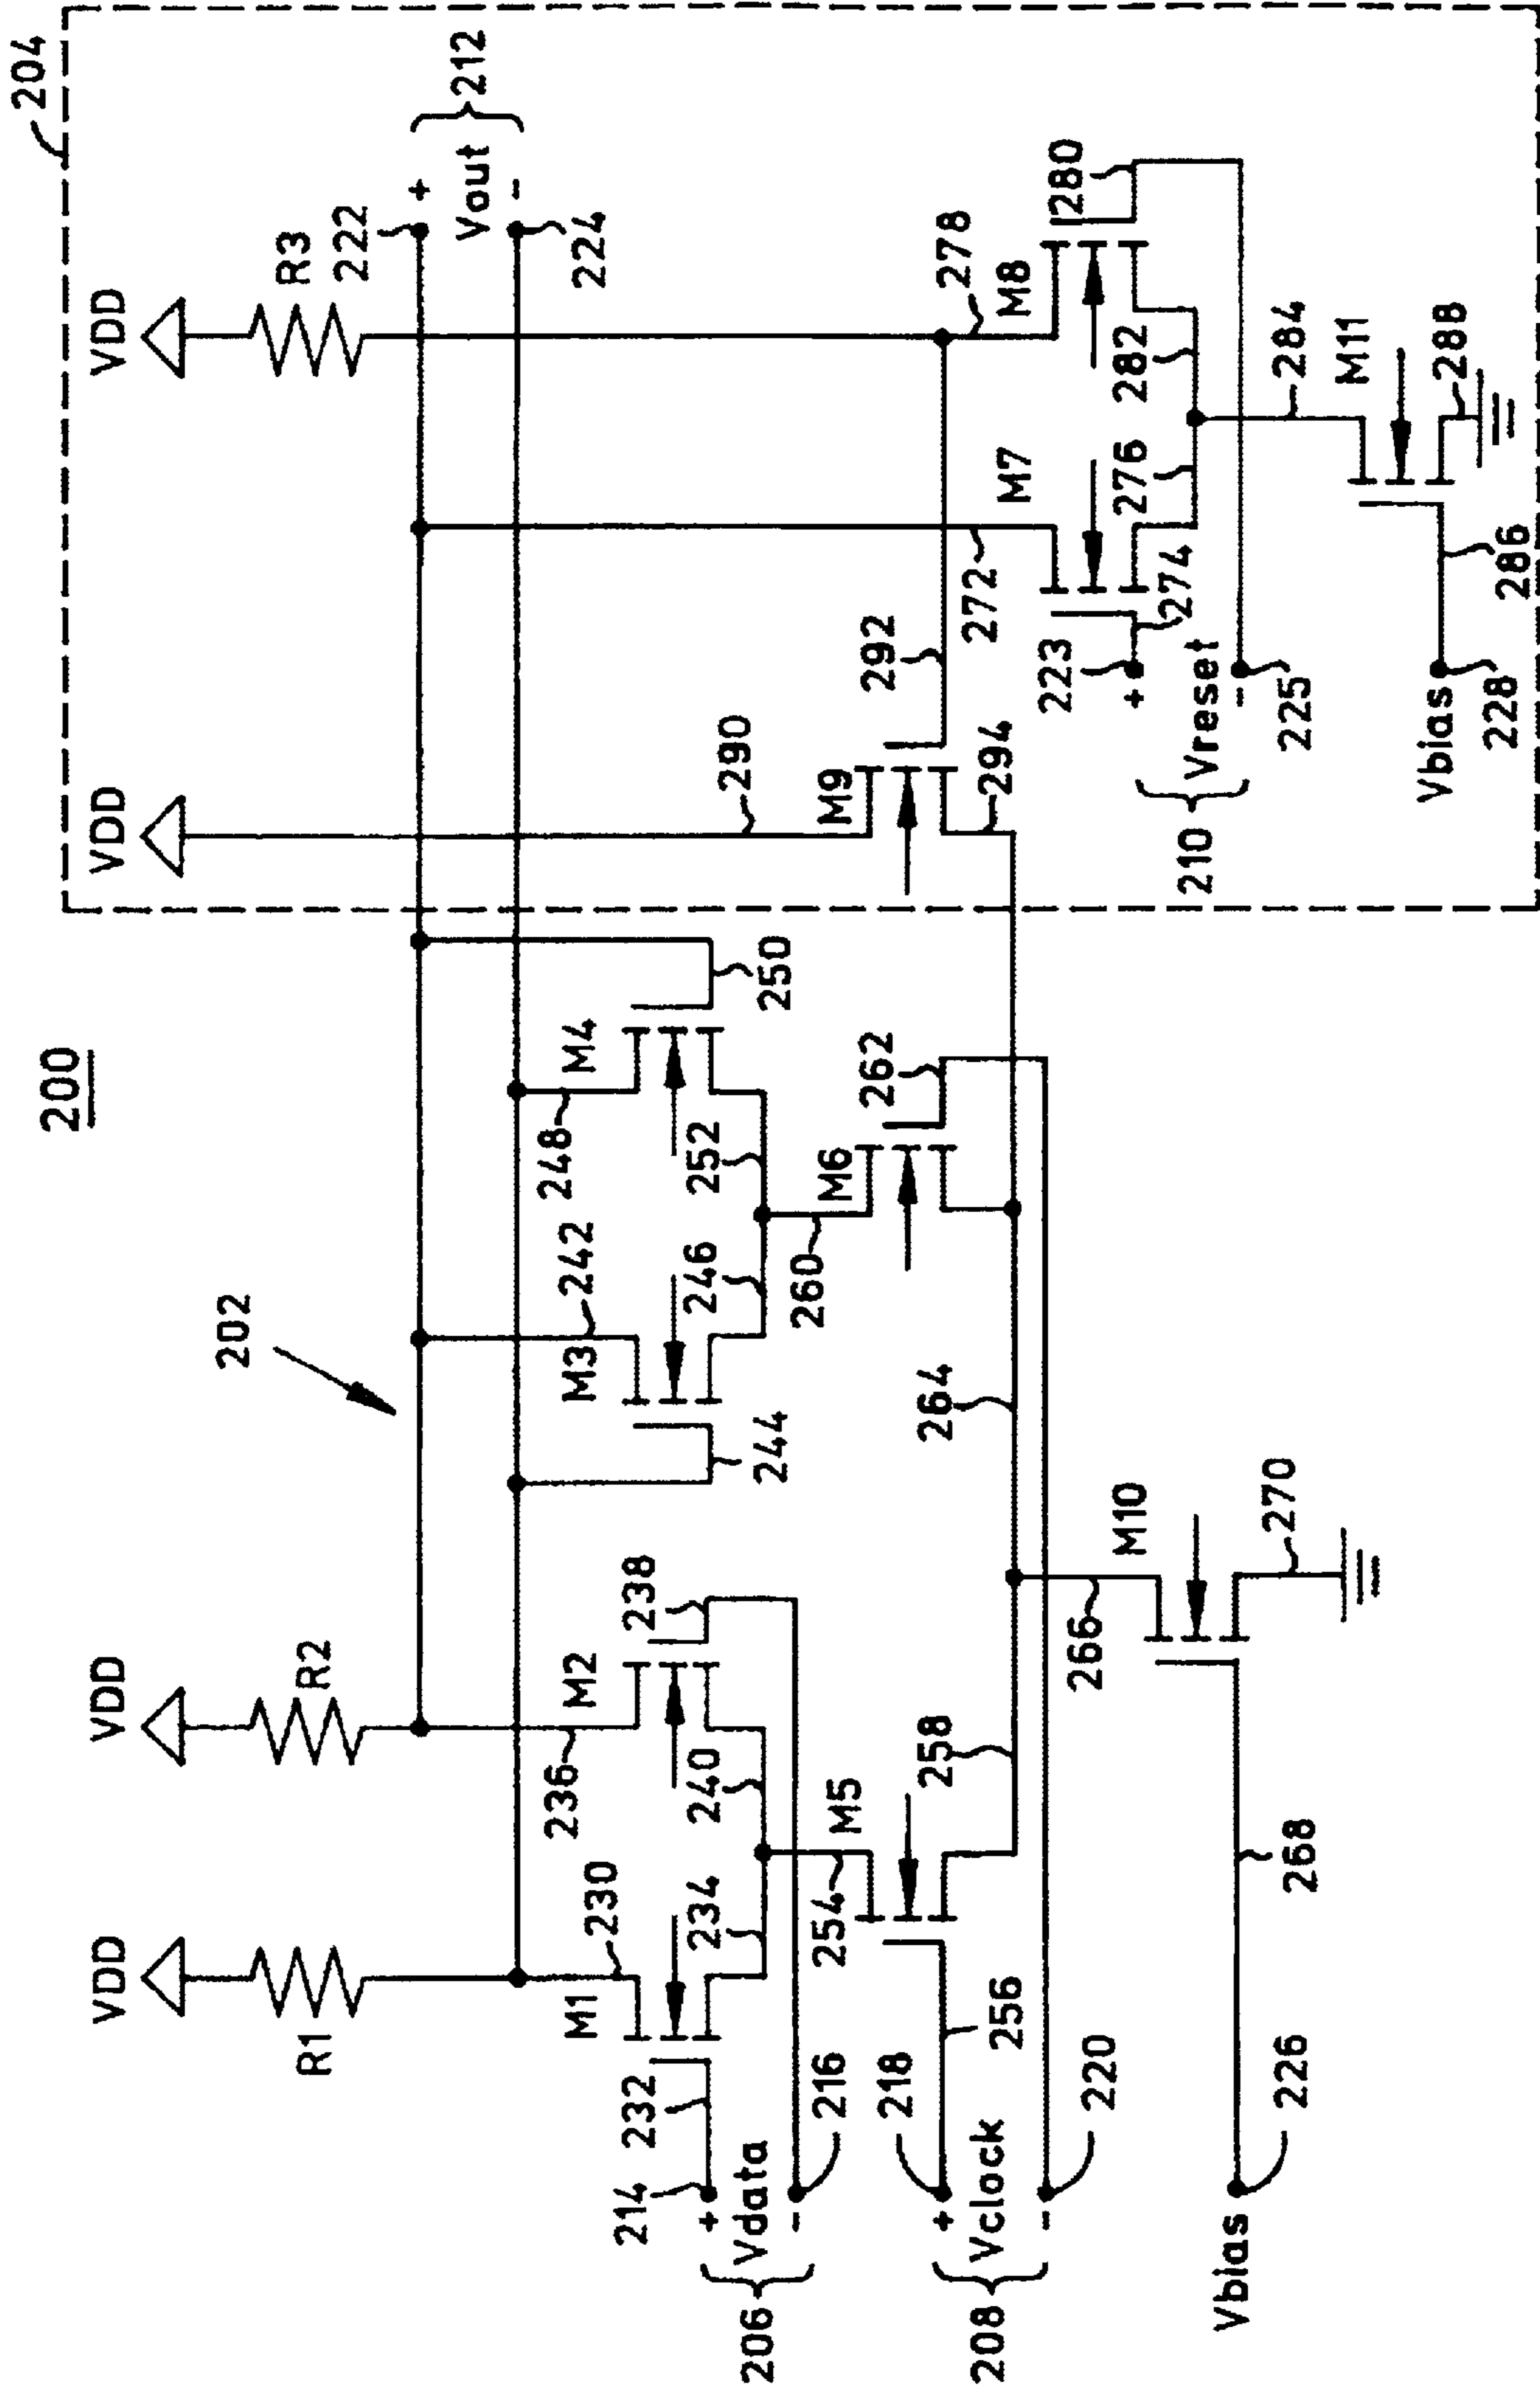 200
204
202
VDD
VDD
VDD
VDD
R1
R2
R3
222
+
Vout
-
212
224
M1
230
232
234
236
M2
238
240
M3
242
244
246
248
M4
250
252
214
+
Vdata
-
206
216
M5
254
256
258
M6
260
262
264
218
+
Vclock
-
208
220
M9
290
292
294
272
M7
274
276
278
M8
280
282
223
+
Vreset
-
210
225
284
M11
286
288
Vbias
228
266
M10
268
270
Vbias
226